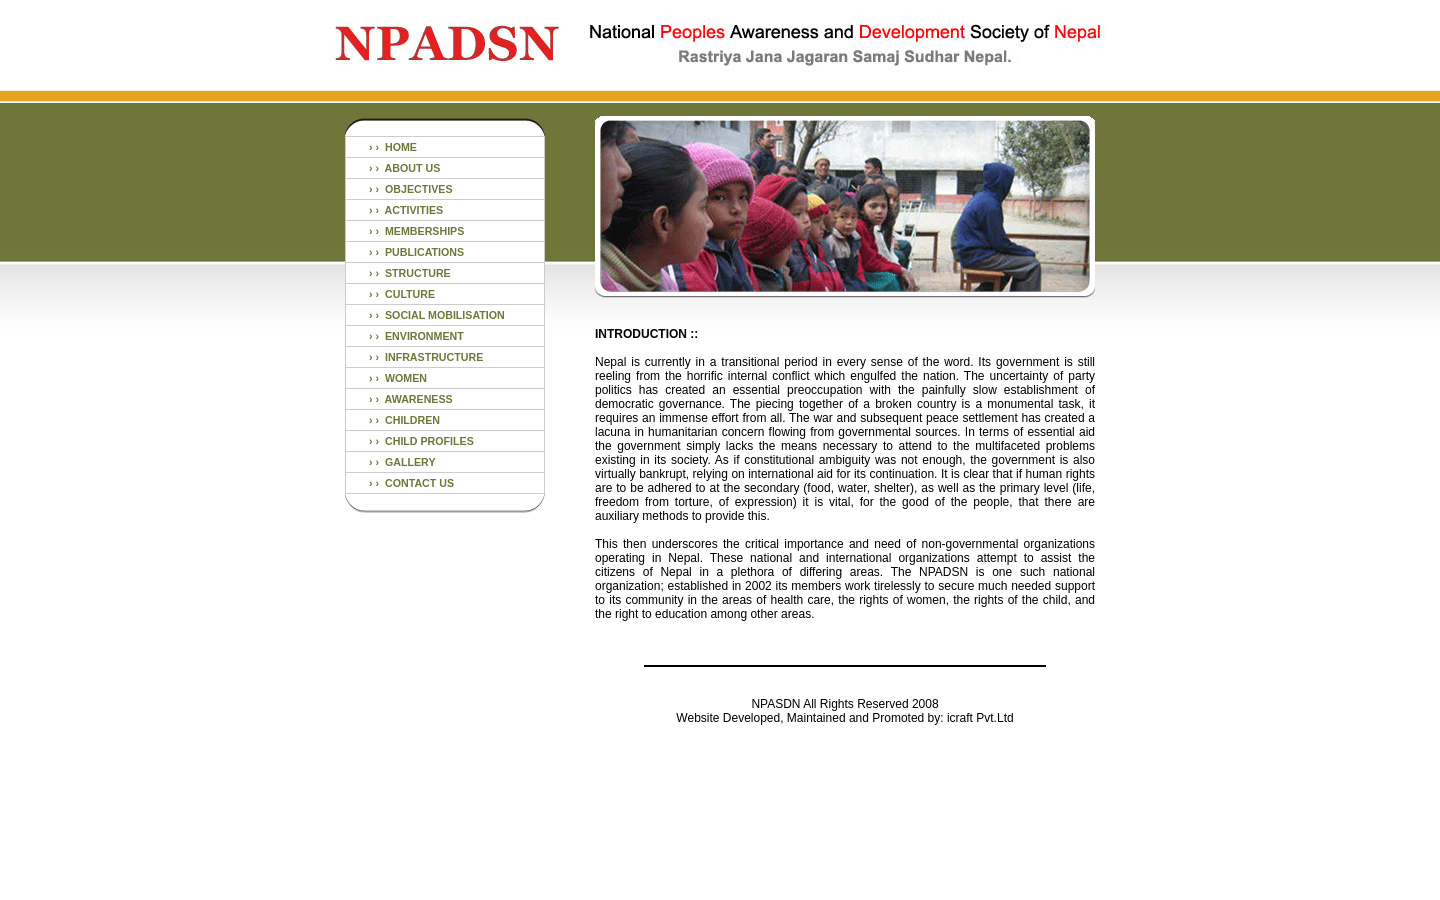 NPADSN
National Peoples Awareness and Development Society of Nepal
Rastriya Jana Jagaran Samaj Sudhar Nepal.
› › HOME
› › ABOUT US
› › OBJECTIVES
› › ACTIVITIES
› › MEMBERSHIPS
› › PUBLICATIONS
› › STRUCTURE
› › CULTURE
› › SOCIAL MOBILISATION
› › ENVIRONMENT
› › INFRASTRUCTURE
› › WOMEN
› › AWARENESS
› › CHILDREN
› › CHILD PROFILES
› › GALLERY
› › CONTACT US
INTRODUCTION ::
Nepal is currently in a transitional period in every sense of the word. Its government is still
reeling from the horrific internal conflict which engulfed the nation. The uncertainty of party
politics has created an essential preoccupation with the painfully slow establishment of
democratic governance. The piecing together of a broken country is a monumental task, it
requires an immense effort from all. The war and subsequent peace settlement has created a
lacuna in humanitarian concern flowing from governmental sources. In terms of essential aid
the government simply lacks the means necessary to attend to the multifaceted problems
existing in its society. As if constitutional ambiguity was not enough, the government is also
virtually bankrupt, relying on international aid for its continuation. It is clear that if human rights
are to be adhered to at the secondary (food, water, shelter), as well as the primary level (life,
freedom from torture, of expression) it is vital, for the good of the people, that there are
auxiliary methods to provide this.
This then underscores the critical importance and need of non-governmental organizations
operating in Nepal. These national and international organizations attempt to assist the
citizens of Nepal in a plethora of differing areas. The NPADSN is one such national
organization; established in 2002 its members work tirelessly to secure much needed support
to its community in the areas of health care, the rights of women, the rights of the child, and
the right to education among other areas.
NPASDN All Rights Reserved 2008
Website Developed, Maintained and Promoted by: icraft Pvt.Ltd